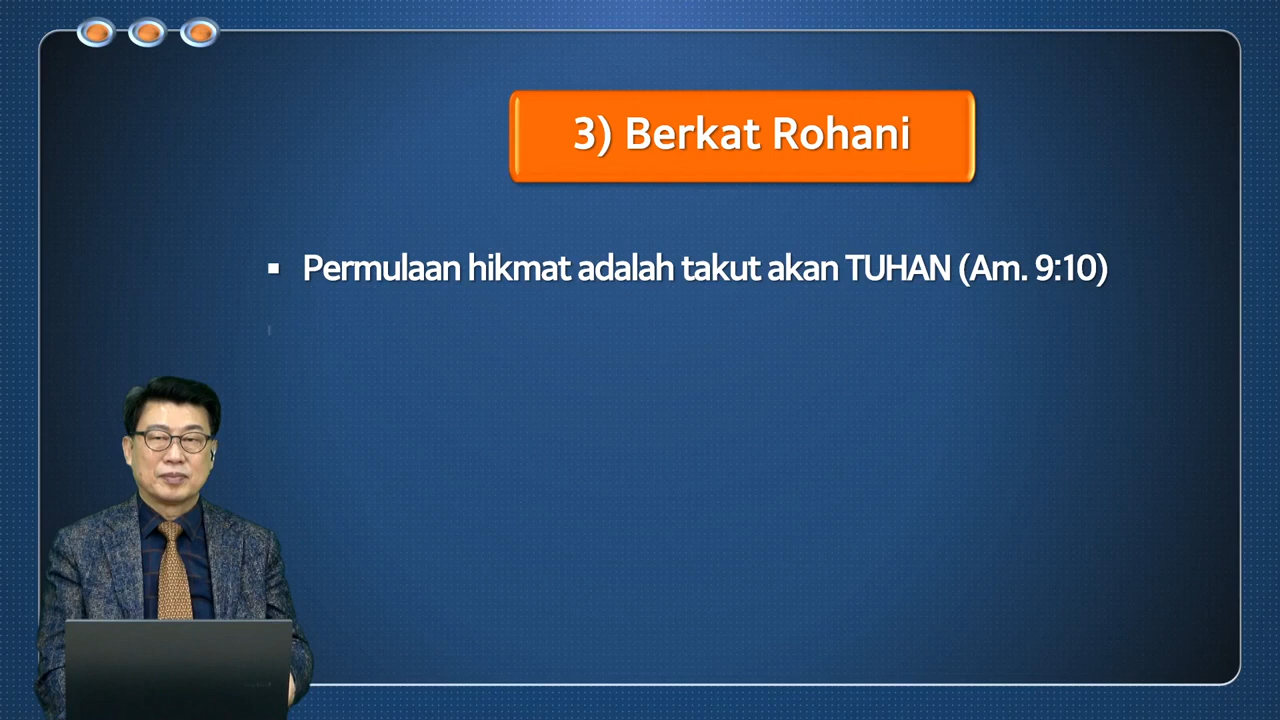 3) Berkat Rohani
▪ Permulaan hikmat adalah takut akan TUHAN (Am. 9:10)